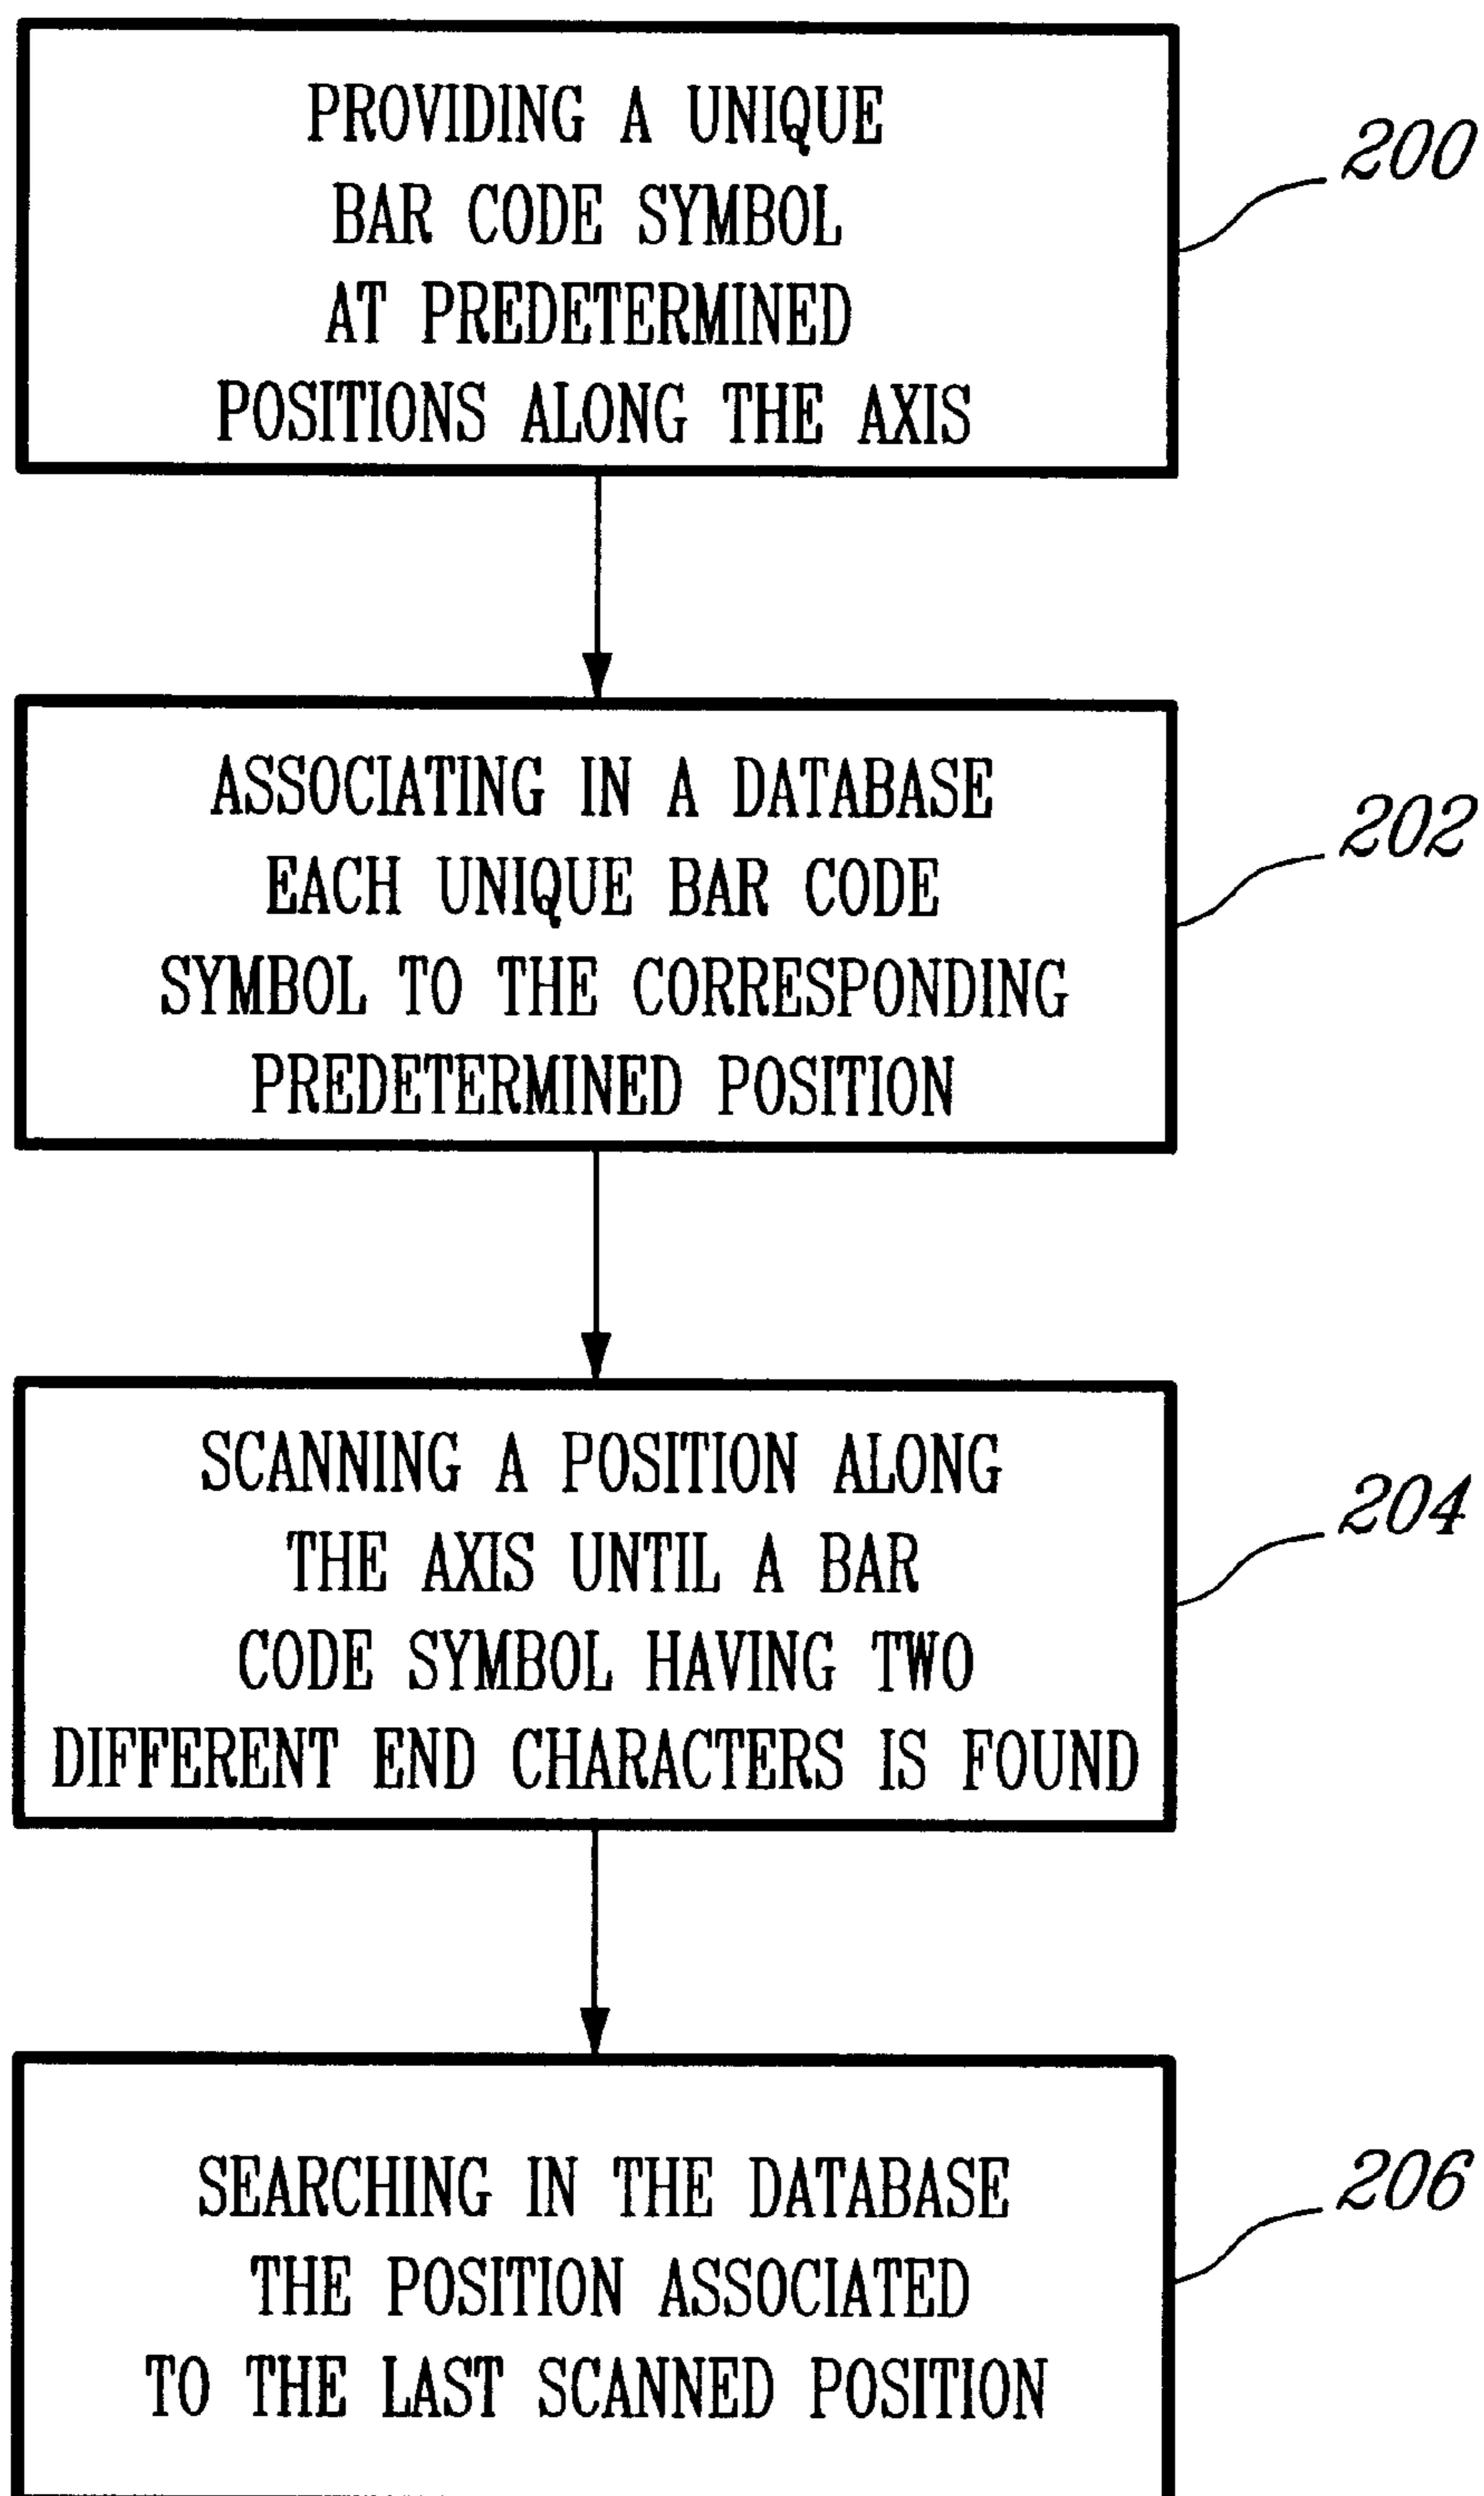 PROVIDING A UNIQUE
BAR CODE SYMBOL
AT PREDETERMINED
POSITIONS ALONG THE AXIS
200
ASSOCIATING IN A DATABASE
EACH UNIQUE BAR CODE
SYMBOL TO THE CORRESPONDING
PREDETERMINED POSITION
202
SCANNING A POSITION ALONG
THE AXIS UNTIL A BAR
CODE SYMBOL HAVING TWO
DIFFERENT END CHARACTERS IS FOUND
204
SEARCHING IN THE DATABASE
THE POSITION ASSOCIATED
TO THE LAST SCANNED POSITION
206